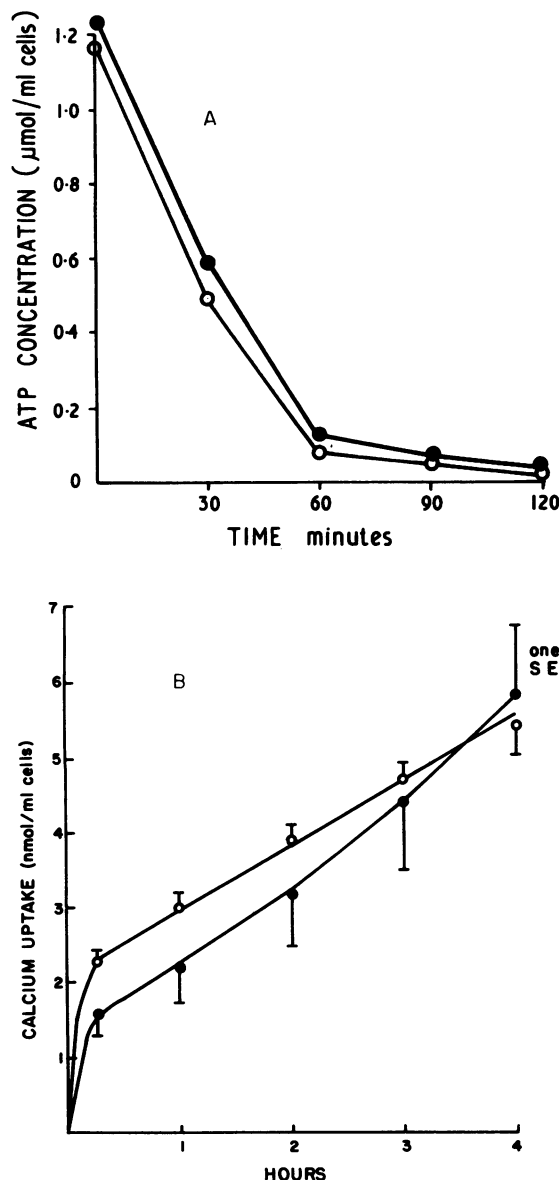 ATP CONCENTRATION (µmol/ml cells)
1·2
1·0
0·8
0·6
0·4
0·2
0
A
30 60 90 120
TIME minutes
CALCIUM UPTAKE (nmol/ml cells)
7
6
5
4
3
2
1
B
one
SE
1 2 3 4
HOURS